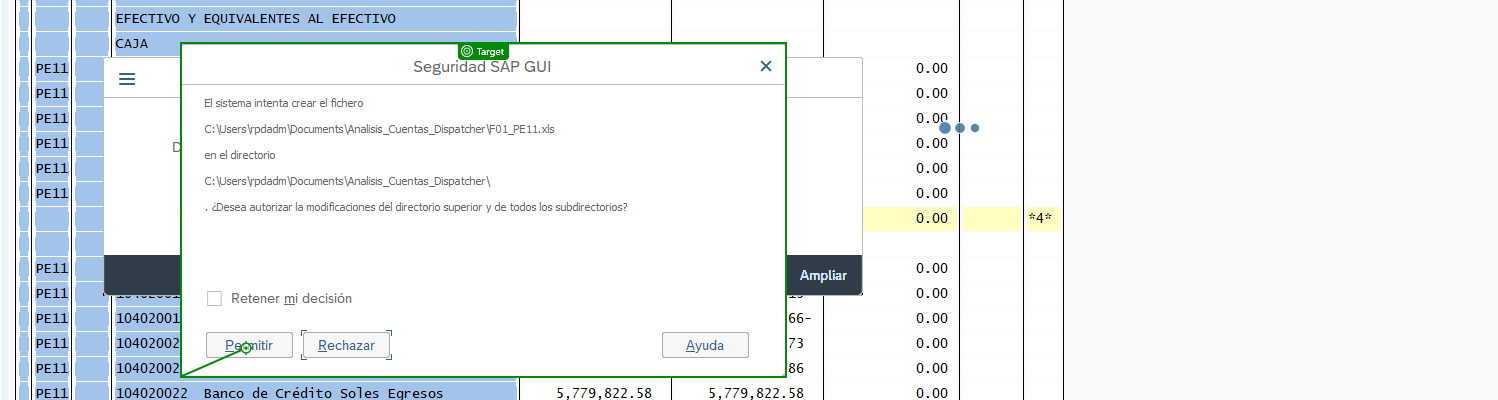 EFECTIVO Y EQUIVALENTES AL EFECTIVO
CAJA
Target
Seguridad SAP GUI
El sistema intenta crear el fichero
C:\Users\rpdadm\Documents\Analisis_Cuentas_Dispatcher\F01_PE11.xls
en el directorio
C:\Users\rpdadm\Documents\Analisis_Cuentas_Dispatcher\
. ¿Desea autorizar la modificaciones del directorio superior y de todos los subdirectorios?
Retener mi decisión
Permitir Rechazar Ayuda
D
Ampliar
PE11 0.00
PE11 0.00
PE11 0.00
PE11 0.00
PE11 0.00
PE11 0.00
0.00 *4*
PE11 0.00
PE11 0.00
PE11 10402001 66- 0.00
PE11 10402002 73 0.00
PE11 10402002 86 0.00
PE11 104020022 Banco de Crédito Soles Egresos 5,779,822.58 5,779,822.58 0.00